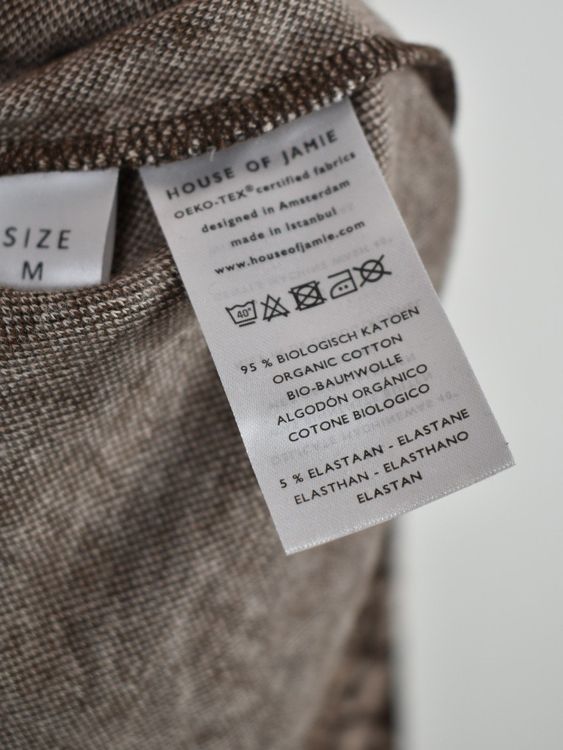 SIZE
M
HOUSE OF JAMIE
OEKO-TEX® certified fabrics
designed in Amsterdam
made in Istanbul
www.houseofjamie.com
40°
95 % BIOLOGISCH KATOEN
ORGANIC COTTON
BIO-BAUMWOLLE
ALGODÓN ORGÁNICO
COTONE BIOLOGICO
5 % ELASTAAN - ELASTANE
ELASTHAN - ELASTHANO
ELASTAN